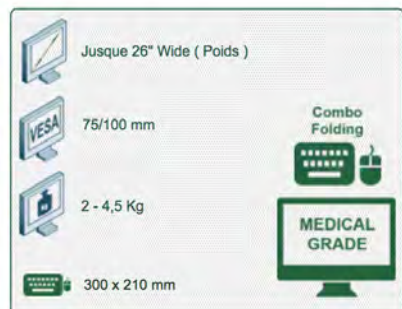 Jusque 26" Wide ( Poids )
VESA
75/100 mm
2 - 4,5 Kg
300 x 210 mm
Combo
Folding
MEDICAL
GRADE